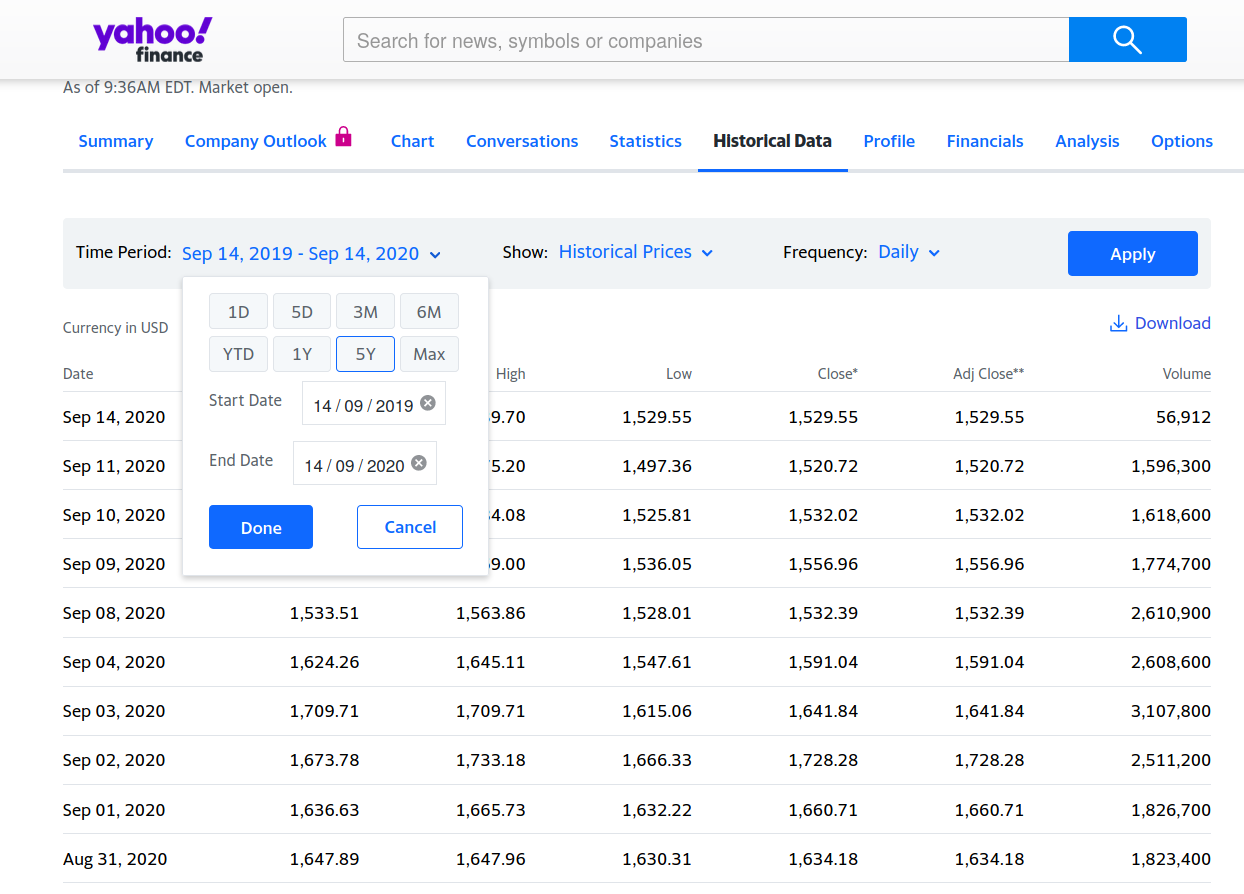 yahoo!
finance
Search for news, symbols or companies
As of 9:36AM EDT. Market open.
Summary Company Outlook Chart Conversations Statistics Historical Data Profile Financials Analysis Options
Time Period: Sep 14, 2019 - Sep 14, 2020 Show: Historical Prices Frequency: Daily Apply
1D 5D 3M 6M
YTD 1Y 5Y Max
Start Date 14 / 09 / 2019
End Date 14 / 09 / 2020
Done Cancel
Currency in USD Download
Date High Low Close* Adj Close** Volume
Sep 14, 2020 9.70 1,529.55 1,529.55 1,529.55 56,912
Sep 11, 2020 5.20 1,497.36 1,520.72 1,520.72 1,596,300
Sep 10, 2020 4.08 1,525.81 1,532.02 1,532.02 1,618,600
Sep 09, 2020 9.00 1,536.05 1,556.96 1,556.96 1,774,700
Sep 08, 2020 1,533.51 1,563.86 1,528.01 1,532.39 1,532.39 2,610,900
Sep 04, 2020 1,624.26 1,645.11 1,547.61 1,591.04 1,591.04 2,608,600
Sep 03, 2020 1,709.71 1,709.71 1,615.06 1,641.84 1,641.84 3,107,800
Sep 02, 2020 1,673.78 1,733.18 1,666.33 1,728.28 1,728.28 2,511,200
Sep 01, 2020 1,636.63 1,665.73 1,632.22 1,660.71 1,660.71 1,826,700
Aug 31, 2020 1,647.89 1,647.96 1,630.31 1,634.18 1,634.18 1,823,400